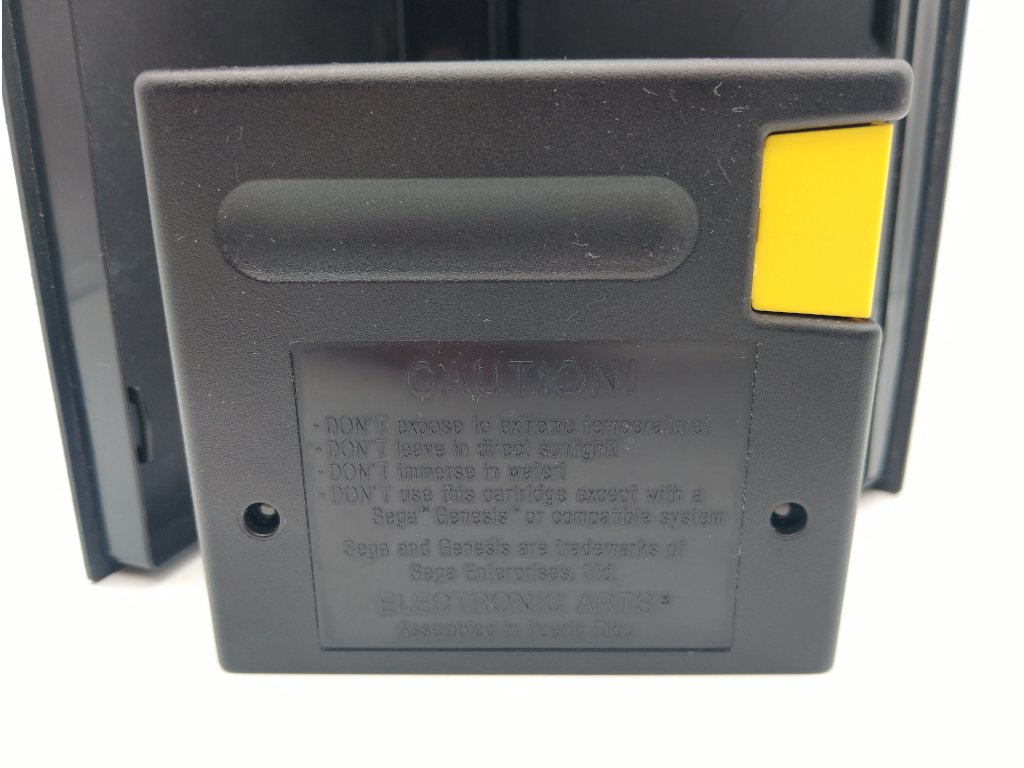 CAUTION!
- DON'T expose to extreme temperature!
- DON'T leave in direct sunlight!
- DON'T immerse in water!
- DON'T use this cartridge except with a
Sega™ Genesis™ or compatible system
Sega and Genesis are trademarks of
Sega Enterprises, Ltd.
ELECTRONIC ARTS®
Assembled in Puerto Rico